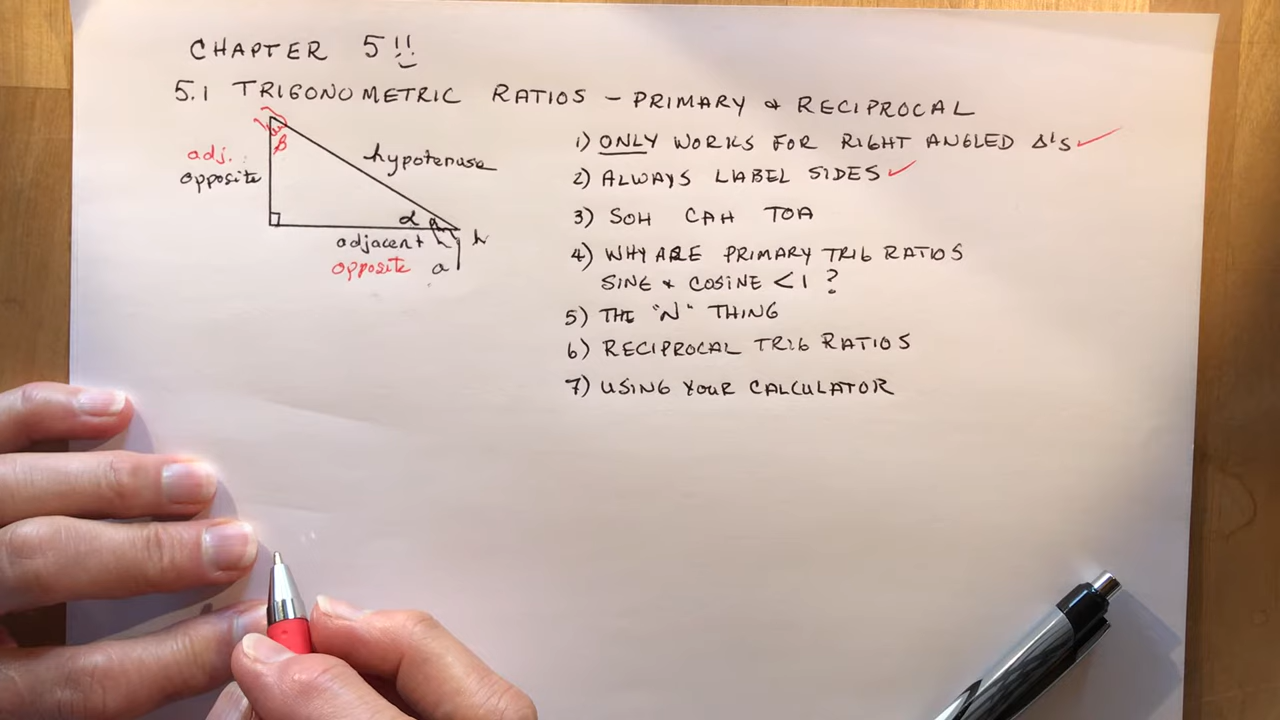 CHAPTER 5!!
5.1 TRIGONOMETRIC RATIOS - PRIMARY & RECIPROCAL
β
adj.
opposite
hypotenuse
α
adjacent
opposite
h
a
1) ONLY WORKS FOR RIGHT ANGLED Δ'S
2) ALWAYS LABEL SIDES
3) SOH CAH TOA
4) WHY ARE PRIMARY TRIG RATIOS
SINE & COSINE < 1 ?
5) THE "N" THING
6) RECIPROCAL TRIG RATIOS
7) USING YOUR CALCULATOR